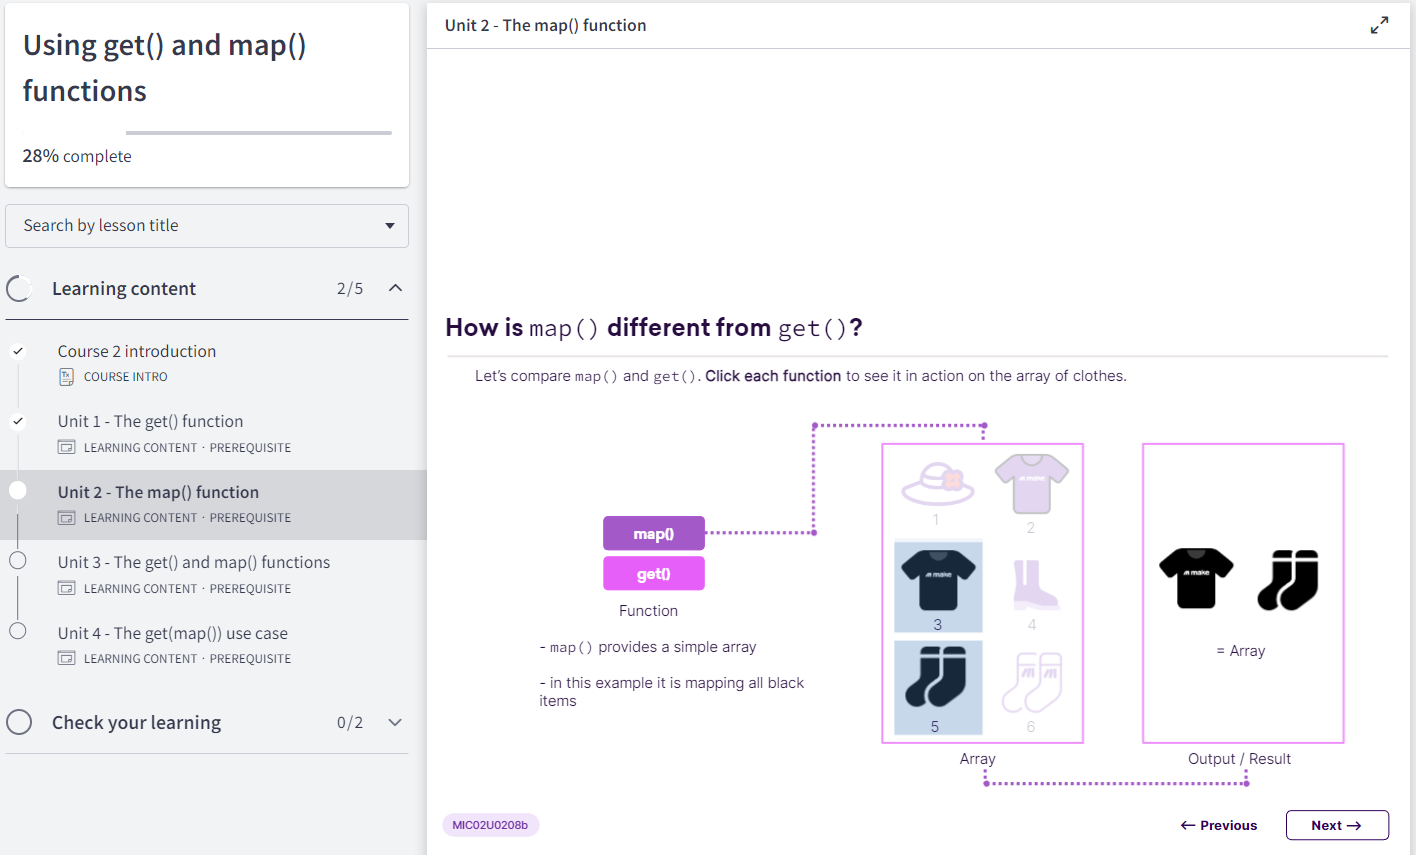 Using get() and map()
functions
28% complete
Search by lesson title
Learning content 2/5
Course 2 introduction
Tx COURSE INTRO
Unit 1 - The get() function
LEARNING CONTENT · PREREQUISITE
Unit 2 - The map() function
LEARNING CONTENT · PREREQUISITE
Unit 3 - The get() and map() functions
LEARNING CONTENT · PREREQUISITE
Unit 4 - The get(map()) use case
LEARNING CONTENT · PREREQUISITE
Check your learning 0/2
Unit 2 - The map() function
How is map() different from get()?
Let's compare map() and get(). Click each function to see it in action on the array of clothes.
map()
get()
Function
- map() provides a simple array
- in this example it is mapping all black
items
make
1
2
make
3
4
5
6
Array
make
= Array
Output / Result
MIC02U0208b
← Previous
Next →